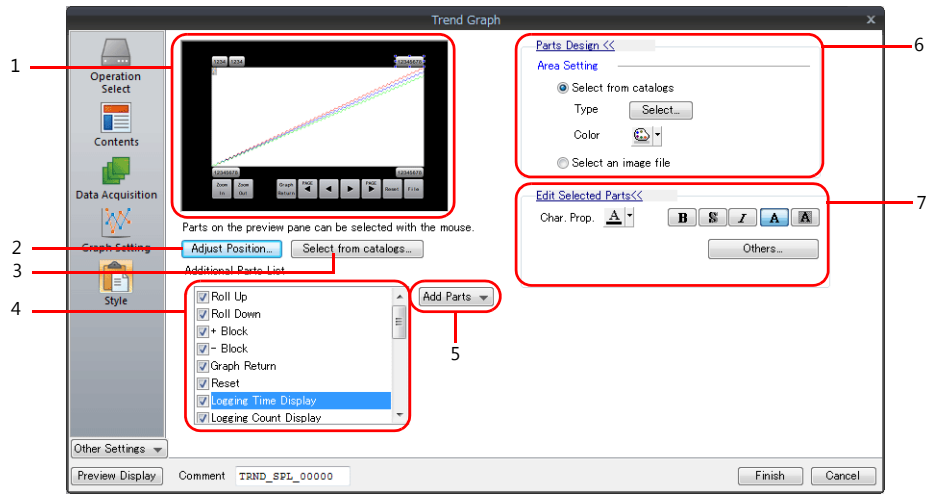 Trend Graph
x
1
2
3
4
5
6
7
Operation
Select
Contents
Data Acquisition
Graph Setting
Style
Other Settings
1234 1234
12345678
12345678
12345678
Zoom In
Zoom Out
Graph Return
PAGE
PAGE
Reset
File
Parts on the preview pane can be selected with the mouse.
Adjust Position...
Select from catalogs...
Additional Parts List
Roll Up
Roll Down
+ Block
- Block
Graph Return
Reset
Logging Time Display
Logging Count Display
Add Parts
Parts Design <<
Area Setting
Select from catalogs
Type
Select...
Color
Select an image file
Edit Selected Parts<<
Char. Prop.
A
B S I A A
Others...
Preview Display
Comment
TRND_SPL_00000
Finish
Cancel